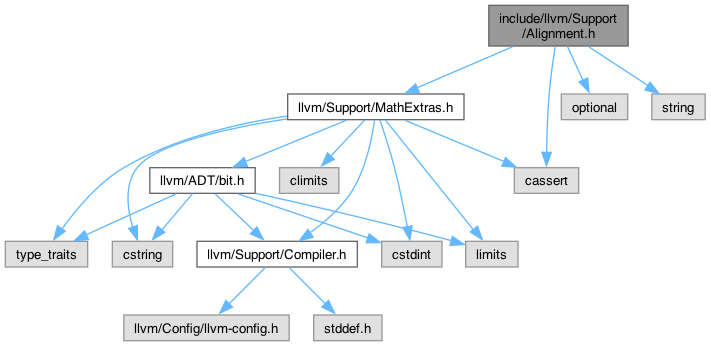 include/llvm/Support
/Alignment.h
llvm/Support/MathExtras.h
optional
string
llvm/ADT/bit.h
climits
cassert
type_traits
cstring
llvm/Support/Compiler.h
cstdint
limits
llvm/Config/llvm-config.h
stddef.h